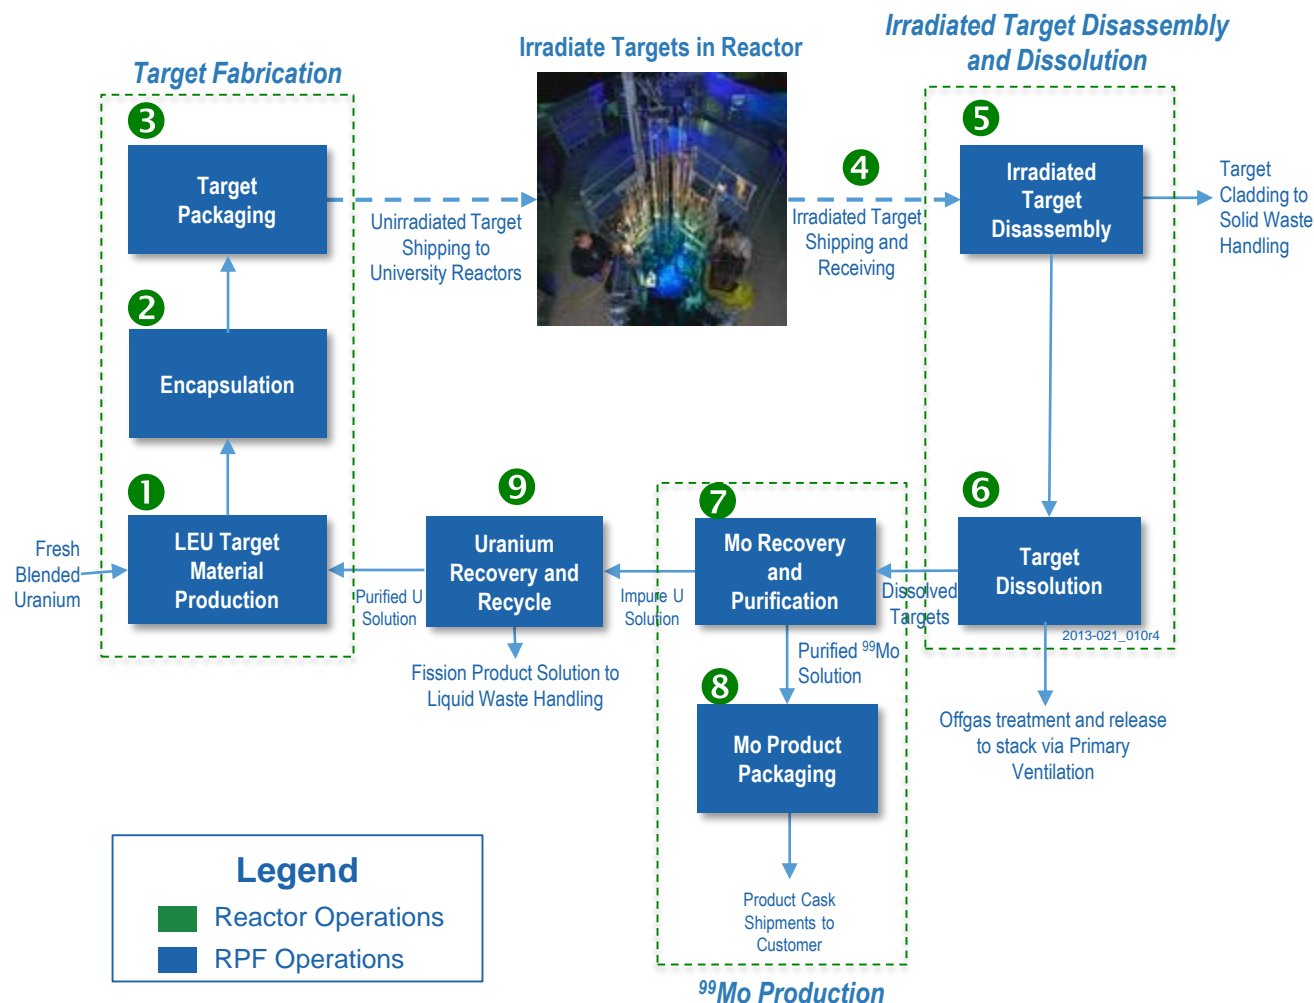 Irradiated Target Disassembly
and Dissolution
Irradiate Targets in Reactor
Target Fabrication
3
Target
Packaging
Unirradiated Target
Shipping to
University Reactors
4
Irradiated Target
Shipping and
Receiving
5
Irradiated
Target
Disassembly
Target
Cladding to
Solid Waste
Handling
2
Encapsulation
1
LEU Target
Material
Production
Fresh
Blended
Uranium
Purified U
Solution
9
Uranium
Recovery and
Recycle
Fission Product Solution to
Liquid Waste Handling
Impure U
Solution
7
Mo Recovery
and
Purification
Dissolved
Targets
6
Target
Dissolution
2013-021_010r4
Offgas treatment and release
to stack via Primary
Ventilation
Purified ⁹⁹Mo
Solution
8
Mo Product
Packaging
Product Cask
Shipments to
Customer
⁹⁹Mo Production
Legend
Reactor Operations
RPF Operations